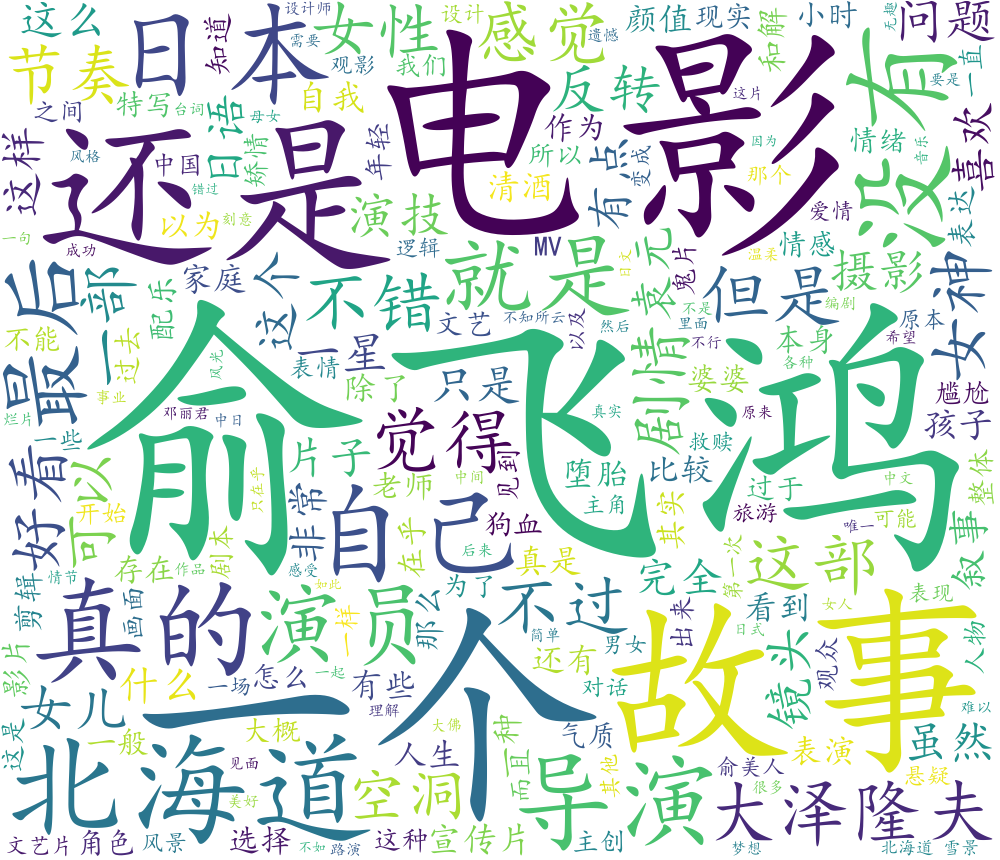 这么
日本
女性
设计师
设计
需要
感觉
遗憾
颜值
现实
小时
和解
无趣
问题
节奏
知道
观影
我们
电影
反转
没有
要是
一直
之间
特写
台词
日语
母女
自我
作为
所以
变成
这片
那个
因为
情绪
音乐
喜欢
这样
风格
中国
错过
矫情
年轻
还是
清酒
有点
爱情
表达
一句
成功
以为
刻意
演技
逻辑
MV
袁元
鬼片
温柔
日文
情感
摄影
女神
最后
一部
配乐
家庭
这个
不错
文艺
就是
不知所云
以及
然后
不是
里面
但是
编剧
原本
希望
不能
过去
风光
表情
一星
除了
只是
剧情
婆婆
不行
本身
各种
尴尬
烂片
事业
邓丽君
中日
俞飞鸿
觉得
真实
救赎
原来
孩子
好看
一些
可以
片子
老师
中间
见到
堕胎
比较
过于
中文
整体
只在乎
开始
非常
自己
在乎
狗血
主角
其实
旅游
唯一
可能
叙事
剪辑
情节
存在
作品
剧本
感受
后来
真是
完全
第一次
这部
画面
真的
如此
演员
一样
那么
为了
不过
出来
看到
女人
表现
影片
一个
简单
男女
故事
日式
人物
这是
女儿
什么
一场
怎么
一起
有些
理解
还有
对话
镜头
观众
难以
一般
大概
大佛
人生
而且
一种
气质
其他
表演
虽然
北海道
见面
美好
空洞
导演
俞美人
很多
悬疑
大泽隆夫
文艺片
角色
风景
选择
不如
路演
这种
宣传片
主创
梦想
北海道
雪景